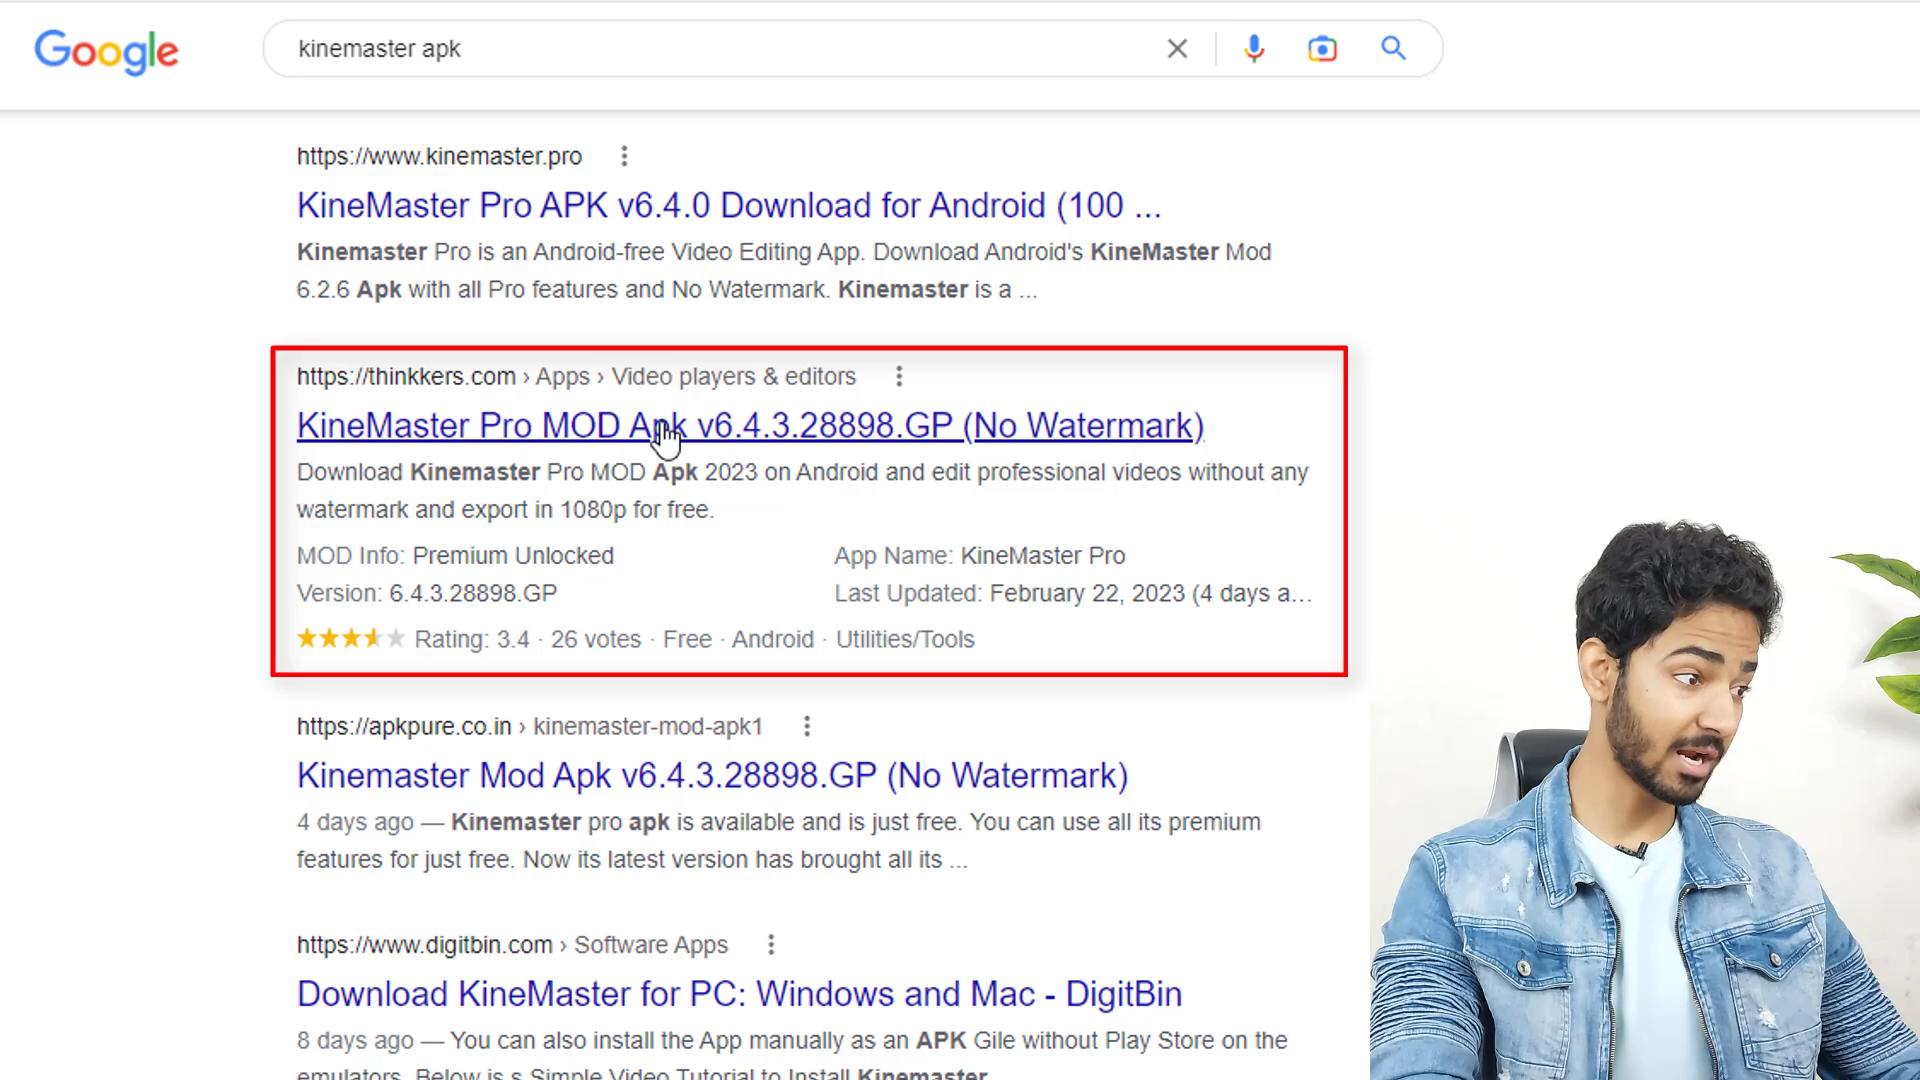 Google
kinemaster apk
https://www.kinemaster.pro
KineMaster Pro APK v6.4.0 Download for Android (100 ...
Kinemaster Pro is an Android-free Video Editing App. Download Android's KineMaster Mod
6.2.6 Apk with all Pro features and No Watermark. Kinemaster is a ...
https://thinkkers.com › Apps › Video players & editors
KineMaster Pro MOD Apk v6.4.3.28898.GP (No Watermark)
Download Kinemaster Pro MOD Apk 2023 on Android and edit professional videos without any
watermark and export in 1080p for free.
MOD Info: Premium Unlocked App Name: KineMaster Pro
Version: 6.4.3.28898.GP Last Updated: February 22, 2023 (4 days a...
Rating: 3.4 · 26 votes · Free · Android · Utilities/Tools
https://apkpure.co.in › kinemaster-mod-apk1
Kinemaster Mod Apk v6.4.3.28898.GP (No Watermark)
4 days ago — Kinemaster pro apk is available and is just free. You can use all its premium
features for just free. Now its latest version has brought all its ...
https://www.digitbin.com › Software Apps
Download KineMaster for PC: Windows and Mac - DigitBin
8 days ago — You can also install the App manually as an APK Gile without Play Store on the
emulators. Below is s Simple Video Tutorial to Install Kinemaster